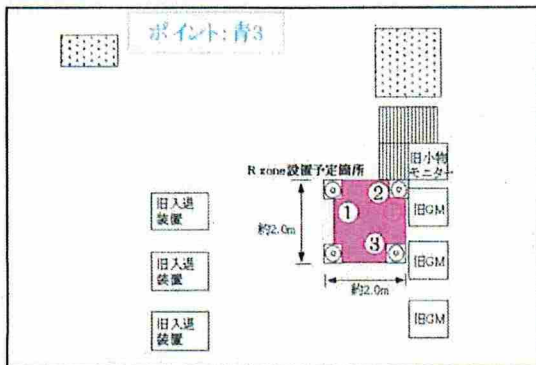 ポイント：青3
旧小物
モニター
R zone設置予定箇所
②
①
旧GM
旧入退
装置
約2.0m
③
旧GM
旧入退
装置
約2.0m
旧GM
旧入退
装置